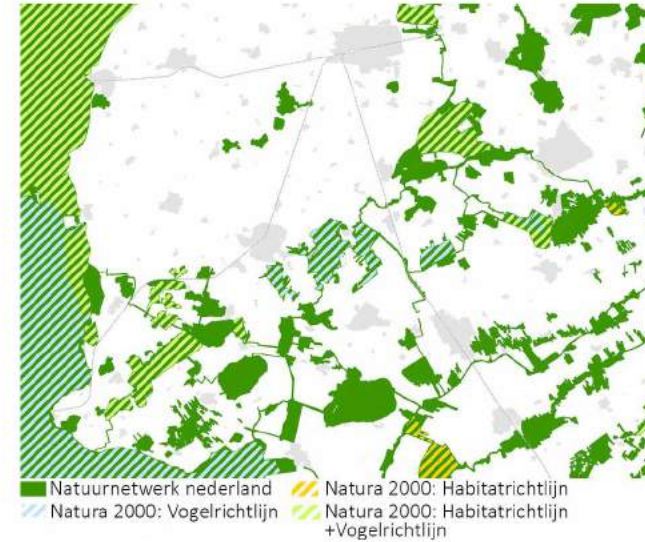 Natuurnetwerk nederland
Natura 2000: Vogelrichtlijn
Natura 2000: Habitatrichtlijn
Natura 2000: Habitatrichtlijn
+Vogelrichtlijn